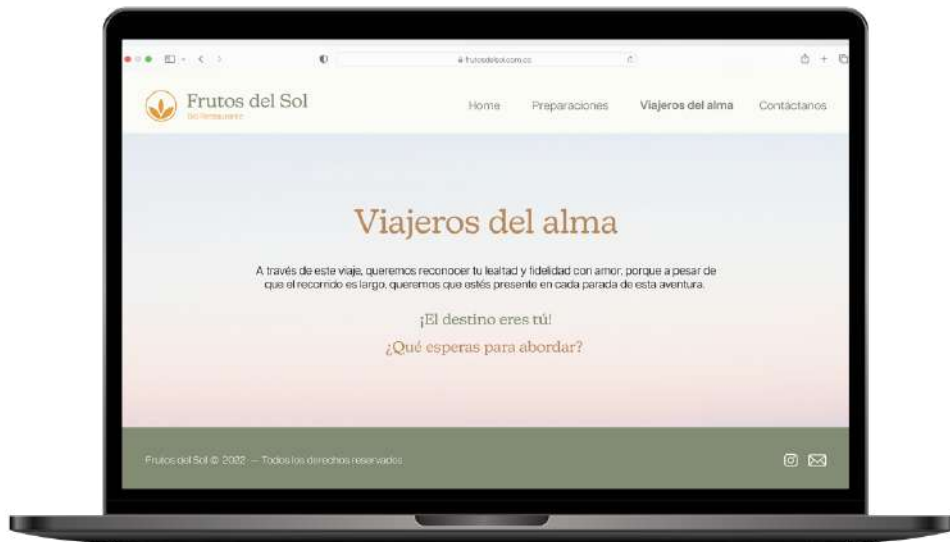 frutosdelsol.com.co
Frutos del Sol
Home
Preparaciones
Viajeros del alma
Contáctanos
Viajeros del alma
A través de este viaje, queremos reconocer tu lealtad y fidelidad con amor, porque a pesar de
que el recorrido es largo, queremos que estés presente en cada parada de esta aventura.
¡El destino eres tú!
¿Qué esperas para abordar?
Frutos del Sol © 2022 — Todos los derechos reservados